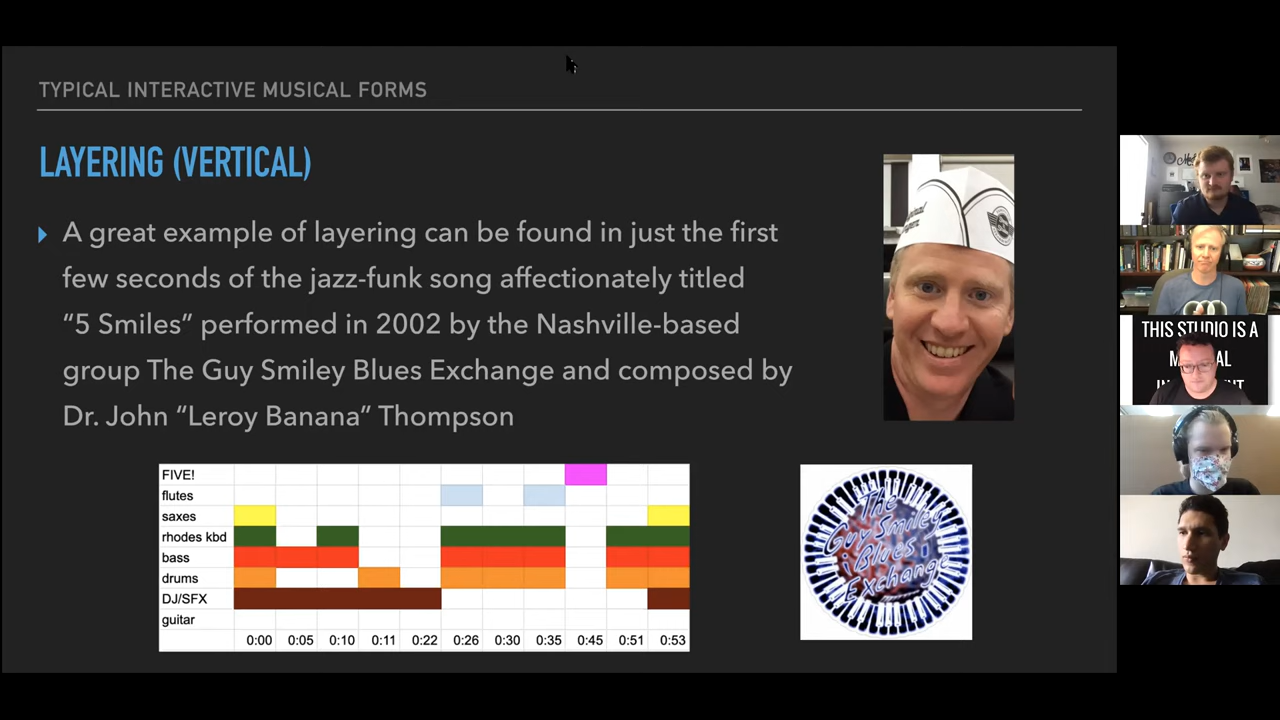 TYPICAL INTERACTIVE MUSICAL FORMS
LAYERING (VERTICAL)
A great example of layering can be found in just the first
few seconds of the jazz-funk song affectionately titled
“5 Smiles” performed in 2002 by the Nashville-based
group The Guy Smiley Blues Exchange and composed by
Dr. John “Leroy Banana” Thompson
FIVE!
flutes
saxes
rhodes kbd
bass
drums
DJ/SFX
guitar
0:00 0:05 0:10 0:11 0:22 0:26 0:30 0:35 0:45 0:51 0:53
The
Guy Smiley
Blues
Exchange
THIS STUDIO IS A